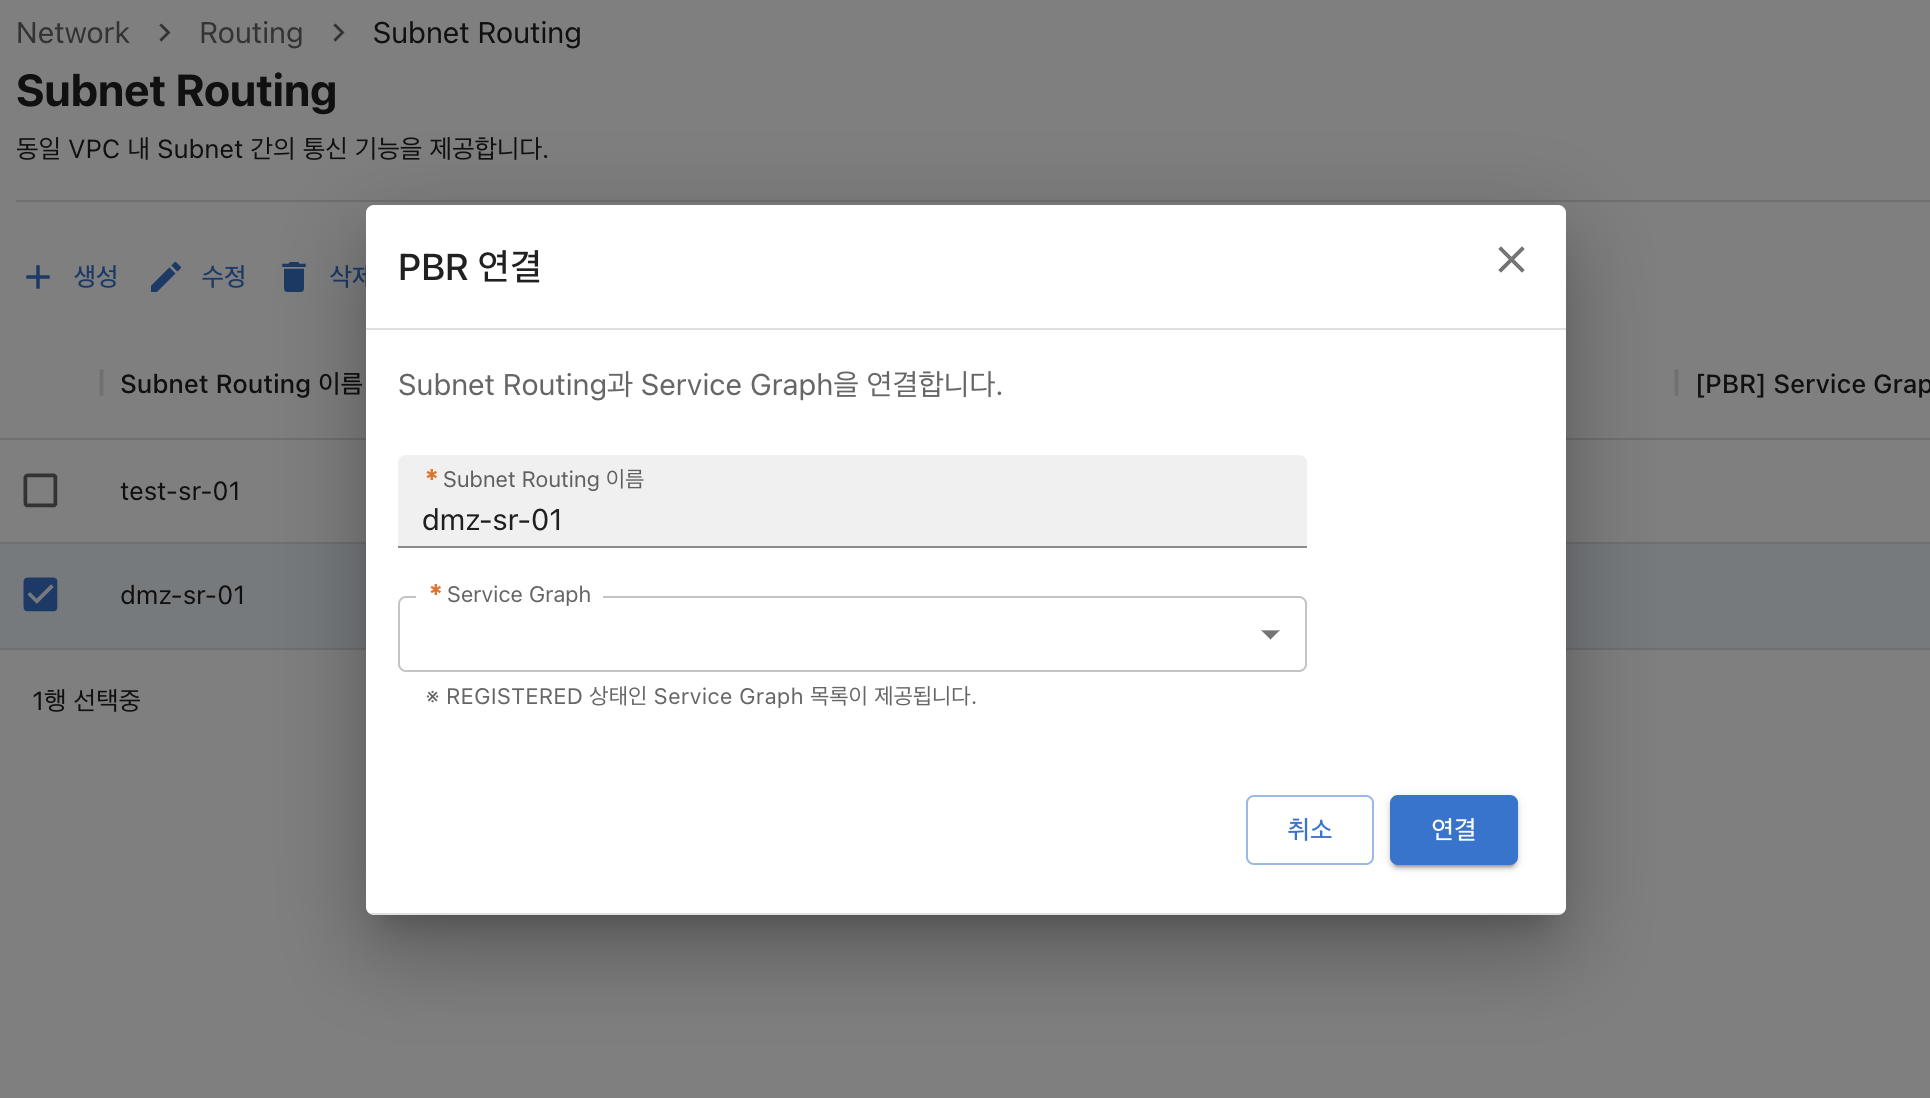 Network > Routing > Subnet Routing
Subnet Routing
동일 VPC 내 Subnet 간의 통신 기능을 제공합니다.
생성 수정 삭제
Subnet Routing 이름
[PBR] Service Grap
test-sr-01
dmz-sr-01
1행 선택중
PBR 연결
Subnet Routing과 Service Graph을 연결합니다.
* Subnet Routing 이름
dmz-sr-01
* Service Graph
※ REGISTERED 상태인 Service Graph 목록이 제공됩니다.
취소 연결